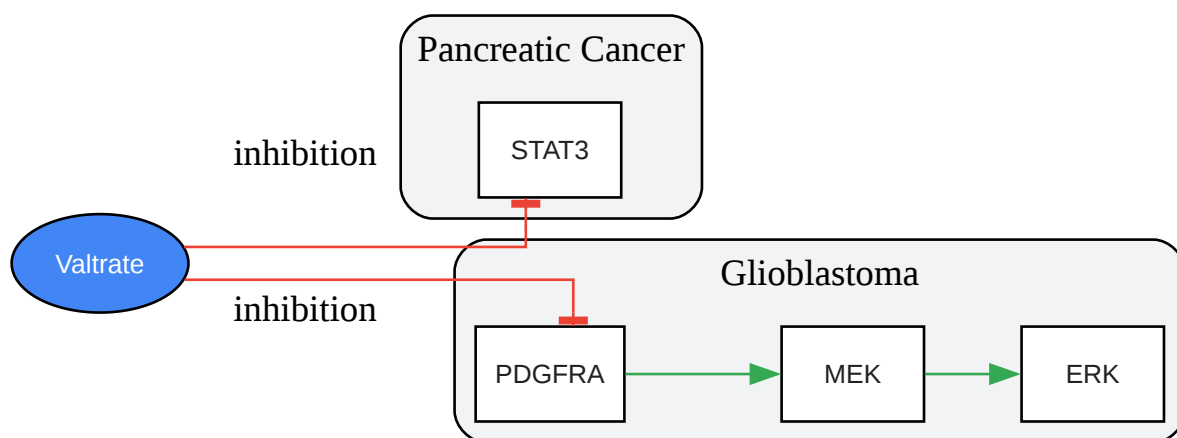 Pancreatic Cancer
inhibition
STAT3
Valtrate
Glioblastoma
inhibition
PDGFRA
MEK
ERK